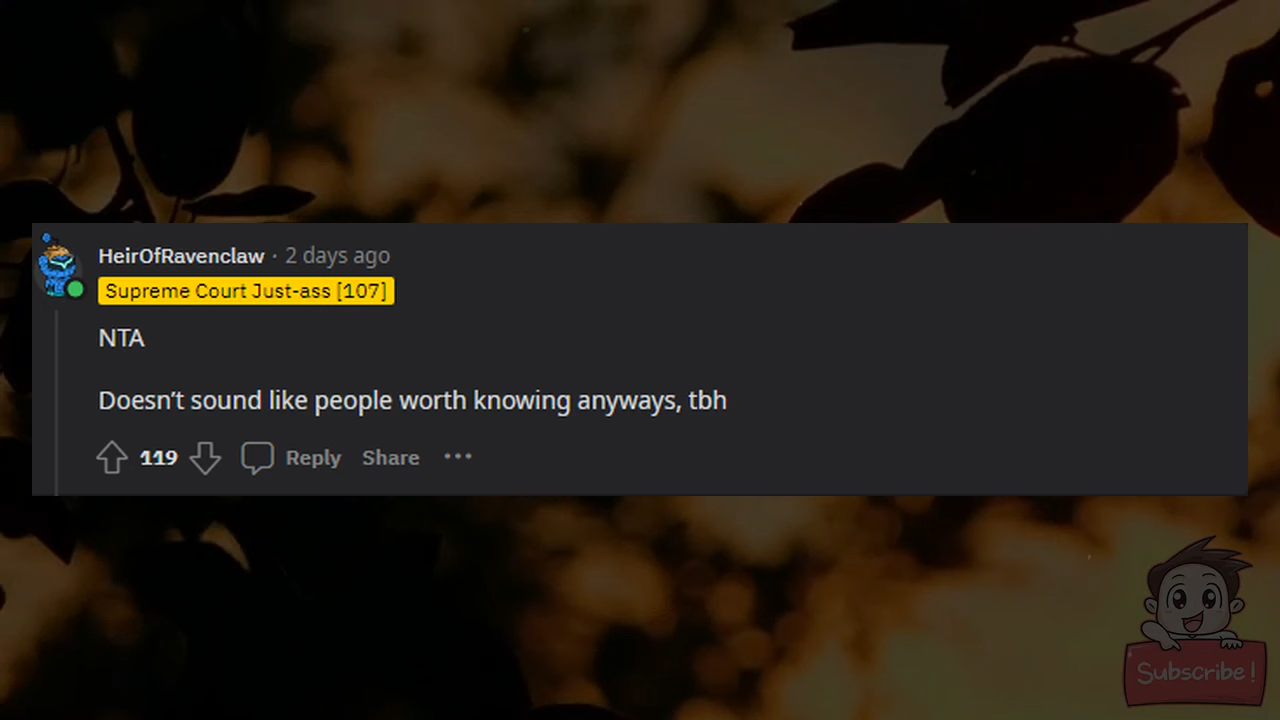 HeirOfRavenclaw · 2 days ago
Supreme Court Just-ass [107]
NTA
Doesn’t sound like people worth knowing anyways, tbh
119 Reply Share ···
Subscribe!